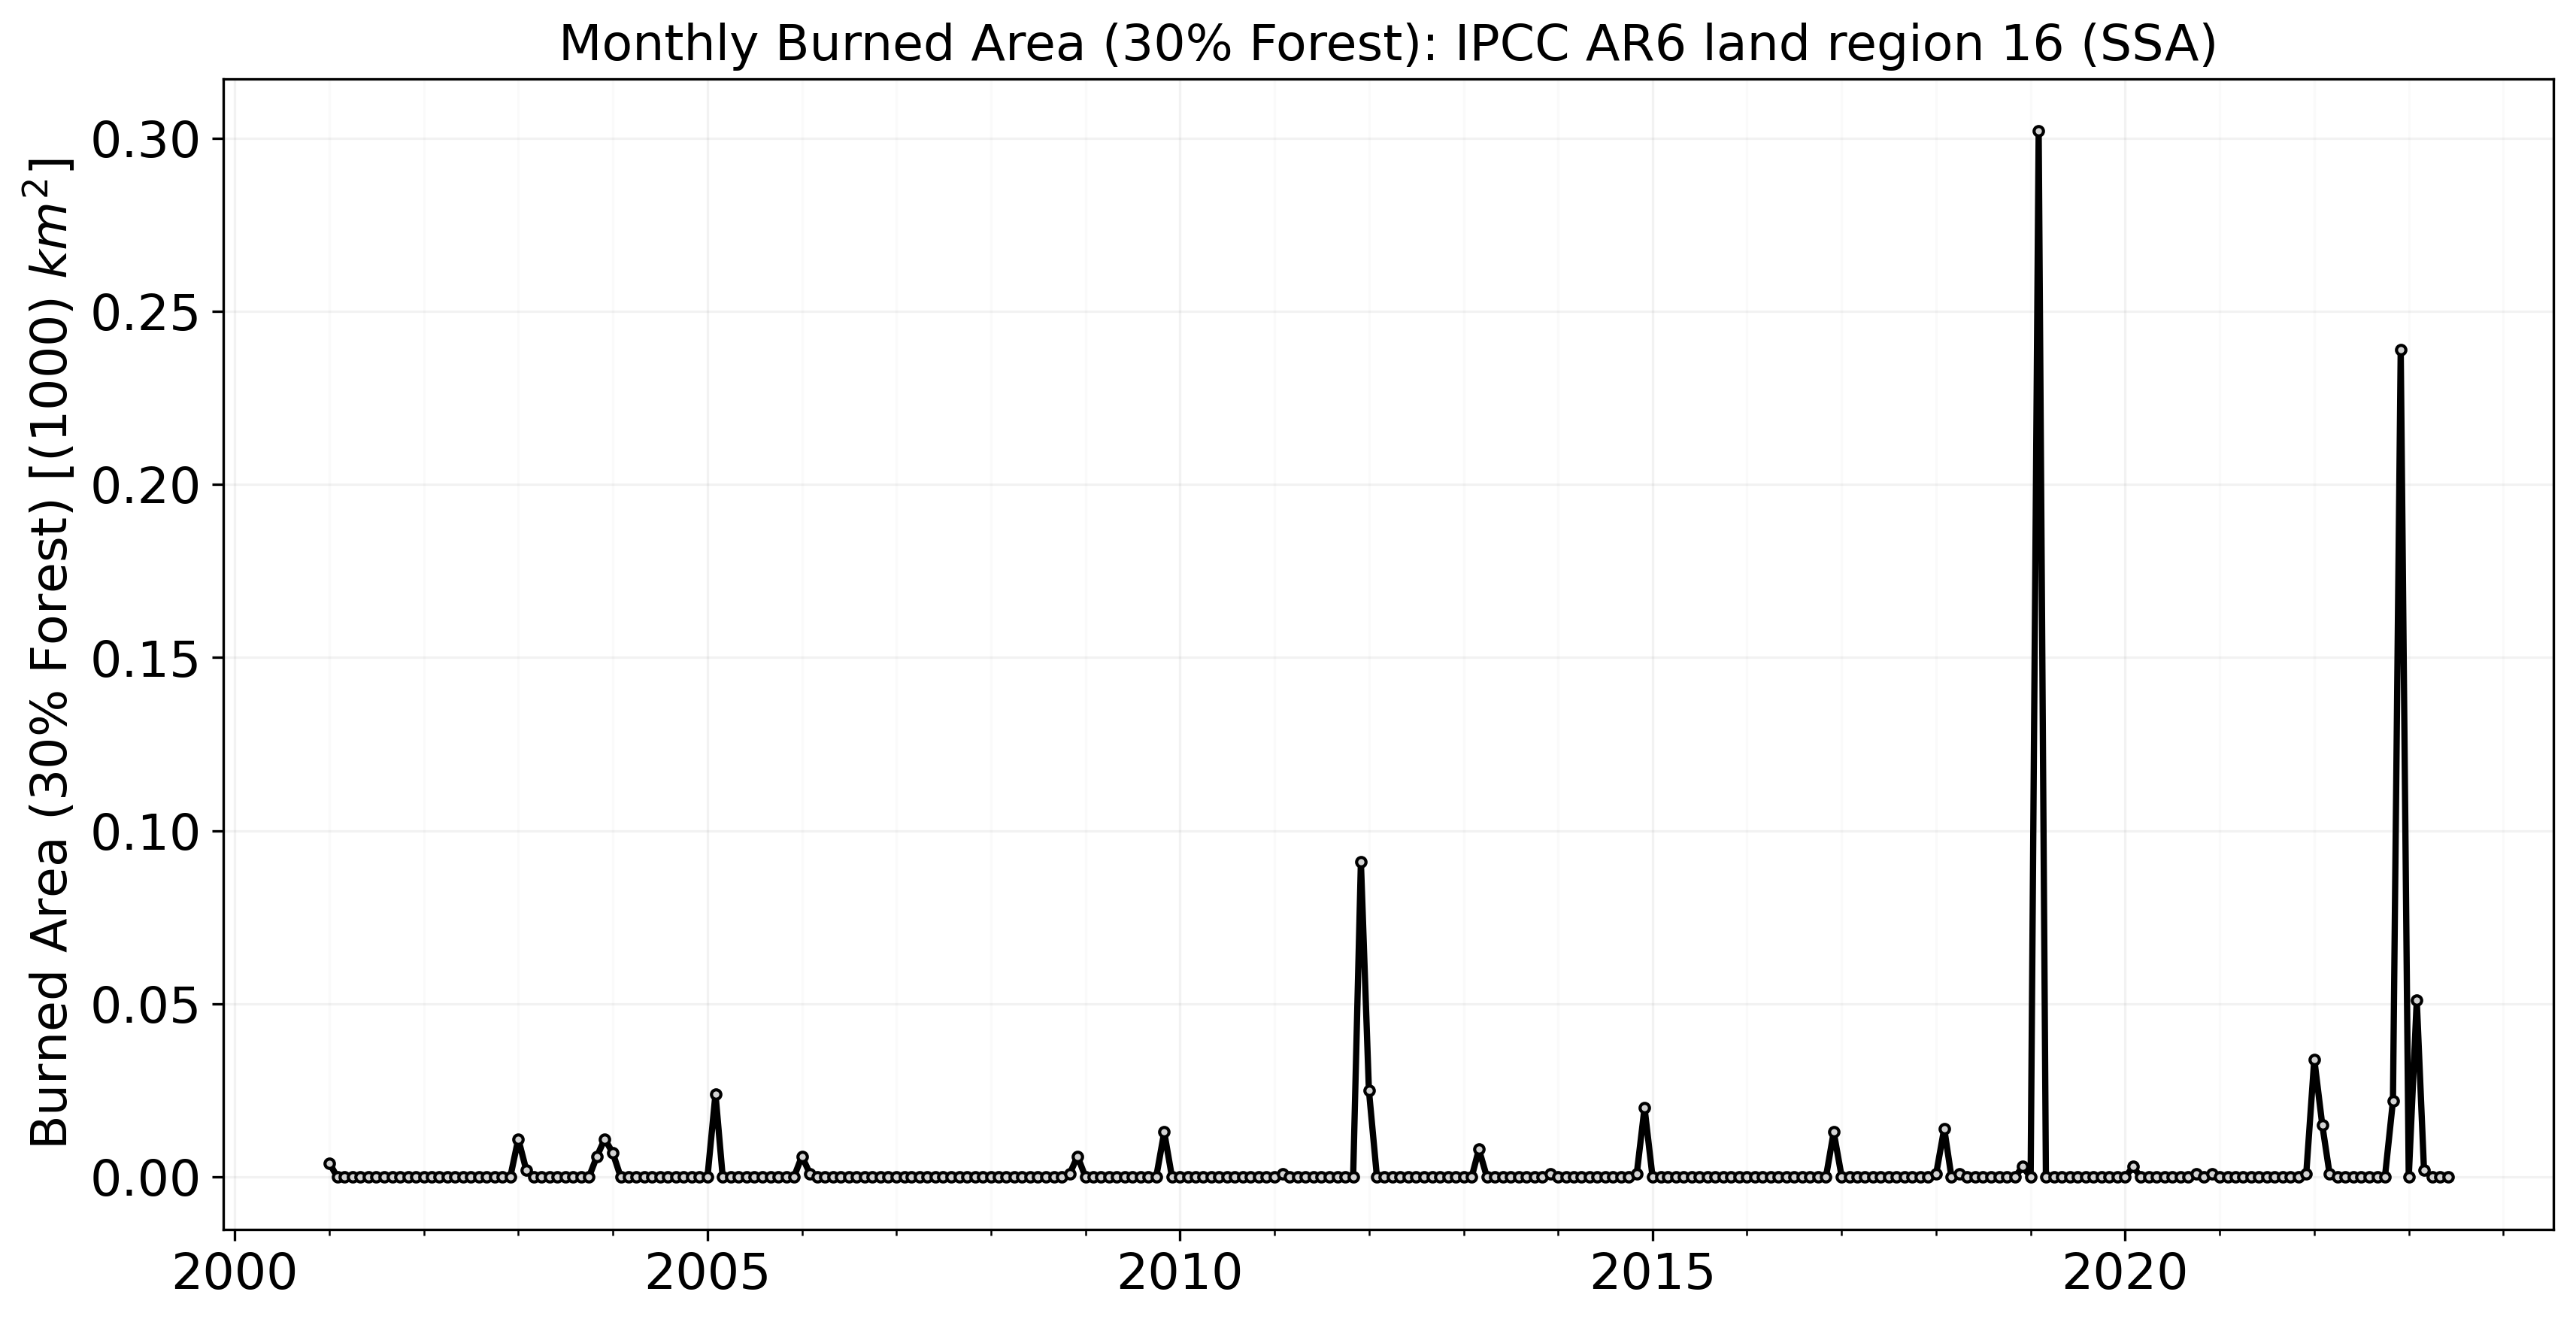 Monthly Burned Area (30% Forest): IPCC AR6 land region 16 (SSA)
Burned Area (30% Forest) [(1000) km²]
0.30
0.25
0.20
0.15
0.10
0.05
0.00
2000 2005 2010 2015 2020